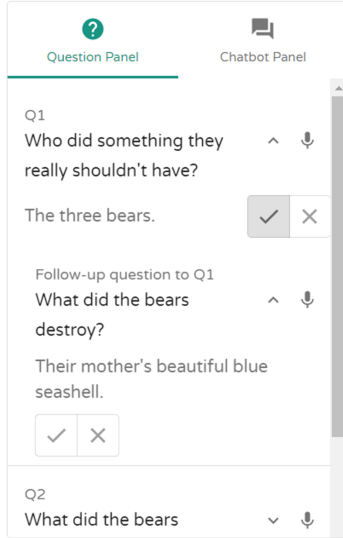 Question Panel
Chatbot Panel
Q1
Who did something they
really shouldn't have?
The three bears.
Follow-up question to Q1
What did the bears
destroy?
Their mother's beautiful blue
seashell.
Q2
What did the bears